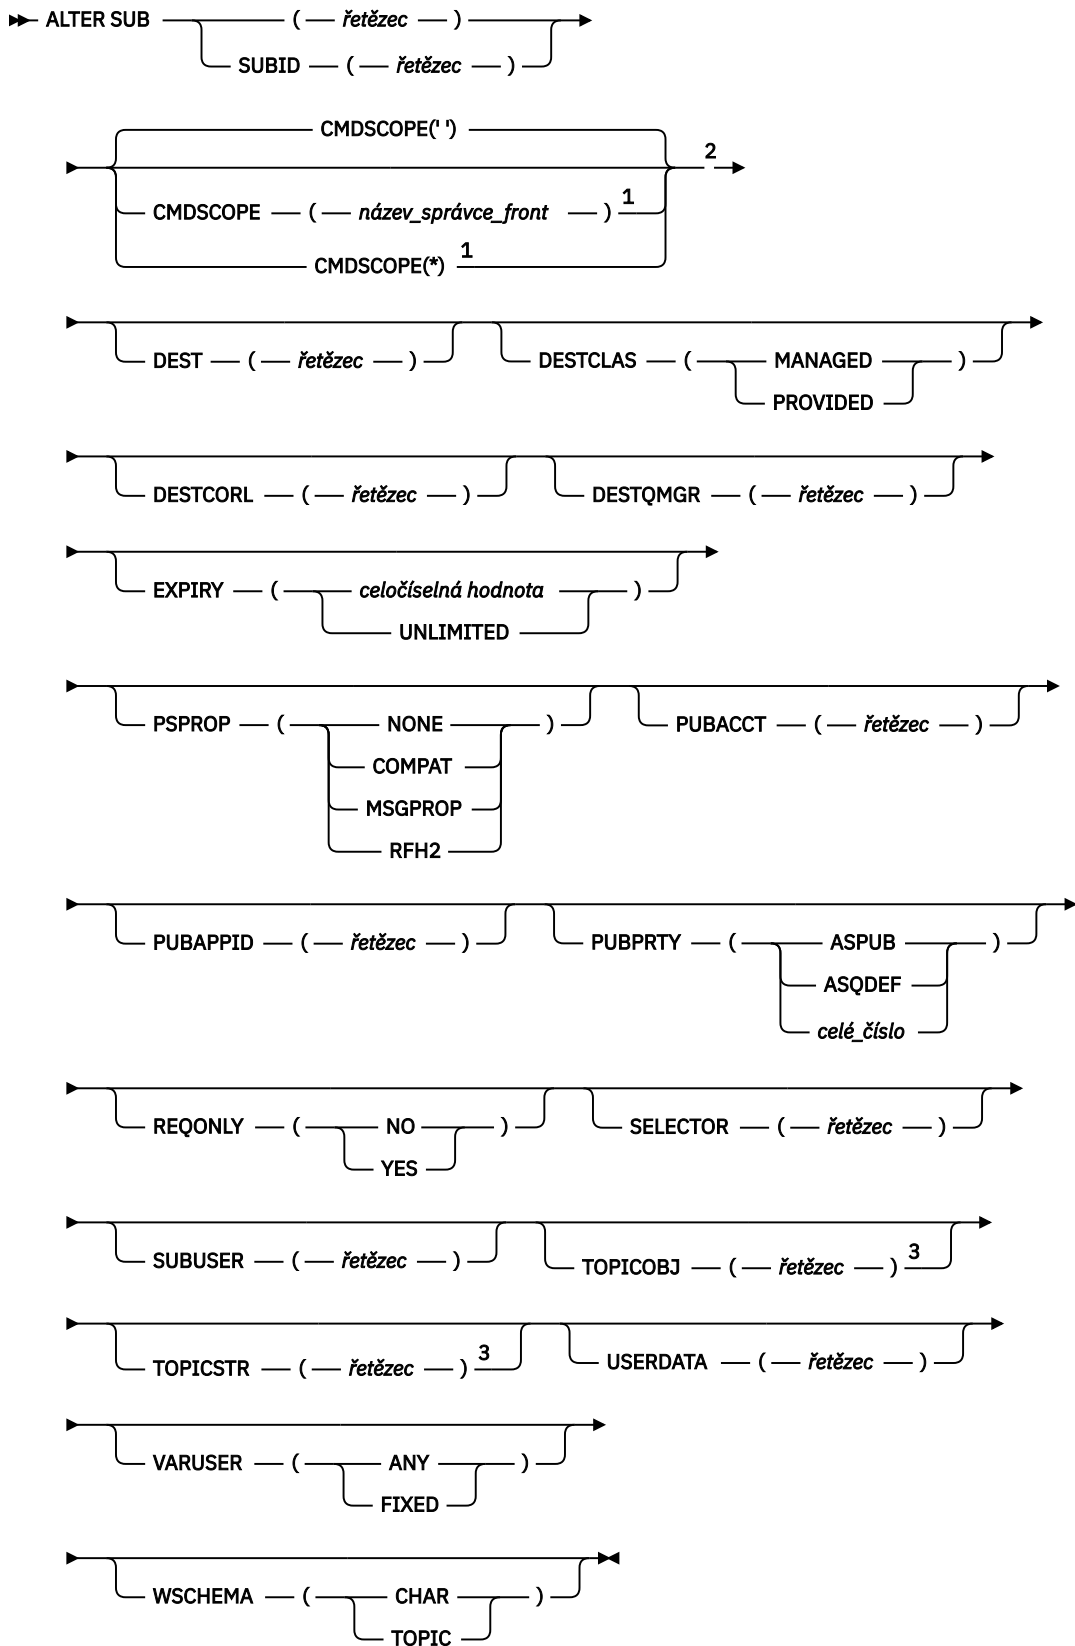 ALTER SUB ( řetězec )
SUBID ( řetězec )
CMDSCOPE(' ')
2
CMDSCOPE ( název_správce_front ) 1
CMDSCOPE(*) 1
DEST ( řetězec ) DESTCLAS ( MANAGED )
PROVIDED
DESTCORL ( řetězec ) DESTQMGR ( řetězec )
EXPIRY ( celočíselná hodnota )
UNLIMITED
PSPROP ( NONE ) PUBACCT ( řetězec )
COMPAT
MSGPROP
RFH2
PUBAPPID ( řetězec ) PUBPRTY ( ASPUB )
ASQDEF
celé_číslo
REQONLY ( NO ) SELECTOR ( řetězec )
YES
SUBUSER ( řetězec ) TOPICOBJ ( řetězec ) 3
TOPICSTR ( řetězec ) 3 USERDATA ( řetězec )
VARUSER ( ANY )
FIXED
WSCHEMA ( CHAR )
TOPIC